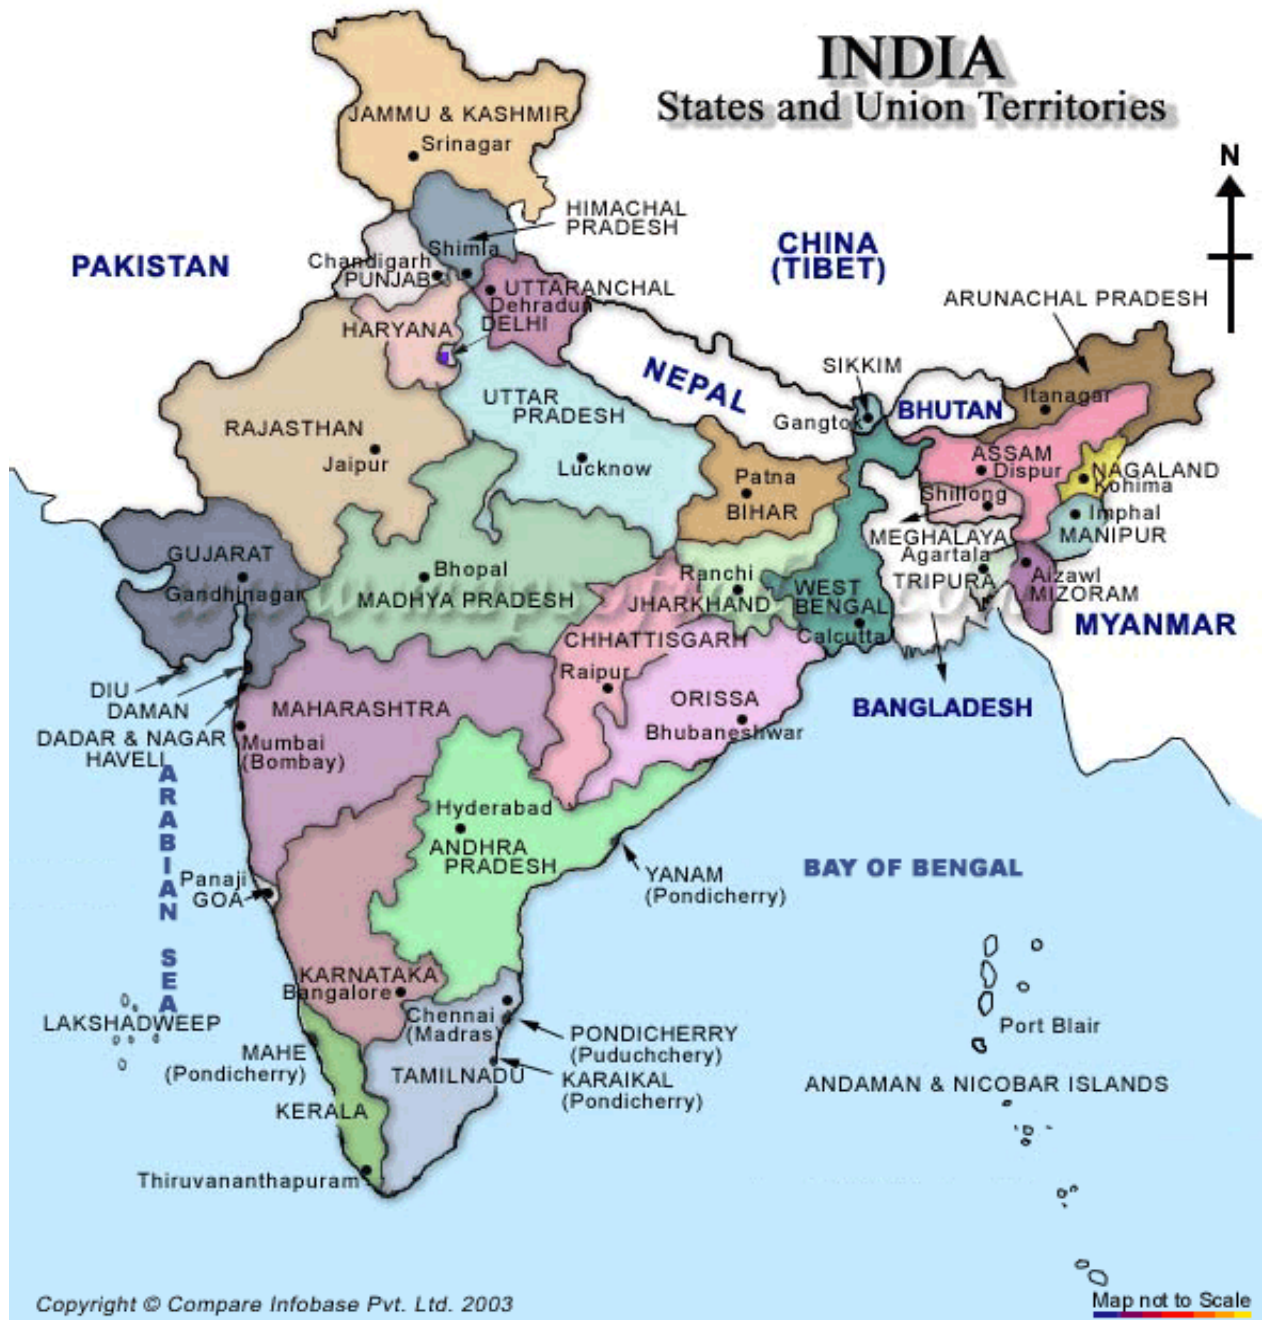 INDIA
States and Union Territories
N
JAMMU & KASHMIR
Srinagar
HIMACHAL
PRADESH
PAKISTAN
CHINA
(TIBET)
Shimla
Chandigarh
PUNJAB
UTTARANCHAL
Dehradun
DELHI
ARUNACHAL PRADESH
HARYANA
NEPAL
SIKKIM
Gangtok
BHUTAN
Itanagar
UTTAR
PRADESH
RAJASTHAN
Jaipur
Lucknow
ASSAM
Dispur
NAGALAND
Kohima
Patna
BIHAR
Shillong
MEGHALAYA
Imphal
MANIPUR
Agartala
TRIPURA
Aizawl
MIZORAM
GUJARAT
Gandhinagar
Bhopal
MADHYA PRADESH
Ranchi
JHARKHAND
WEST
BENGAL
Calcutta
MYANMAR
CHHATTISGARH
Raipur
DIU
DAMAN
DADAR & NAGAR
HAVELI
MAHARASHTRA
Mumbai
(Bombay)
ORISSA
Bhubaneshwar
BANGLADESH
ARABIAN SEA
Hyderabad
ANDHRA
PRADESH
YANAM
(Pondicherry)
BAY OF BENGAL
Panaji
GOA
KARNATAKA
Bangalore
Chennai
(Madras)
PONDICHERRY
(Puduchchery)
LAKSHADWEEP
MAHE
(Pondicherry)
TAMILNADU
KARAIKAL
(Pondicherry)
Port Blair
ANDAMAN & NICOBAR ISLANDS
KERALA
Thiruvananthapuram
Copyright © Compare Infobase Pvt. Ltd. 2003
Map not to Scale